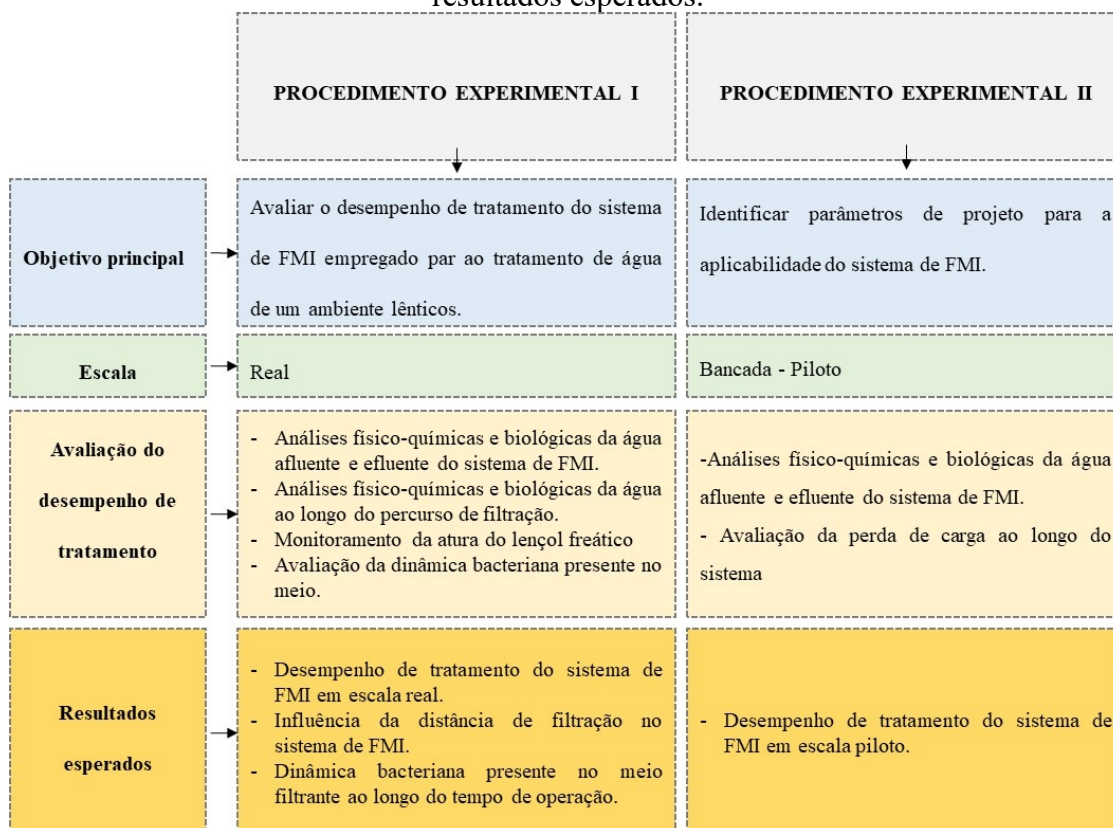 resultados esperados.
PROCEDIMENTO EXPERIMENTAL I
PROCEDIMENTO EXPERIMENTAL II
Objetivo principal
Avaliar o desempenho de tratamento do sistema
de FMI empregado par ao tratamento de água
de um ambiente lênticos.
Identificar parâmetros de projeto para a
aplicabilidade do sistema de FMI.
Escala
Real
Bancada - Piloto
Avaliação do
desempenho de
tratamento
- Análises físico-químicas e biológicas da água
afluente e efluente do sistema de FMI.
- Análises físico-químicas e biológicas da água
ao longo do percurso de filtração.
- Monitoramento da atura do lençol freático
- Avaliação da dinâmica bacteriana presente no
meio.
-Análises físico-químicas e biológicas da água
afluente e efluente do sistema de FMI.
- Avaliação da perda de carga ao longo do
sistema
Resultados
esperados
- Desempenho de tratamento do sistema de
FMI em escala real.
- Influência da distância de filtração no
sistema de FMI.
- Dinâmica bacteriana presente no meio
filtrante ao longo do tempo de operação.
- Desempenho de tratamento do sistema de
FMI em escala piloto.